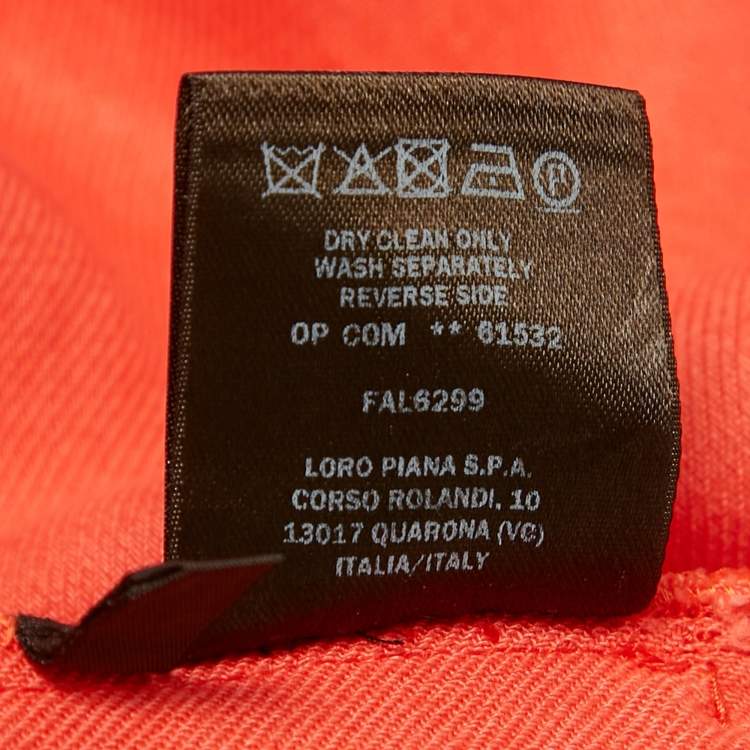 DRY CLEAN ONLY
WASH SEPARATELY
REVERSE SIDE
OP COM ** 61532
FAL6299
LORO PIANA S.P.A.
CORSO ROLANDI, 10
13017 QUARONA (VC)
ITALIA/ITALY